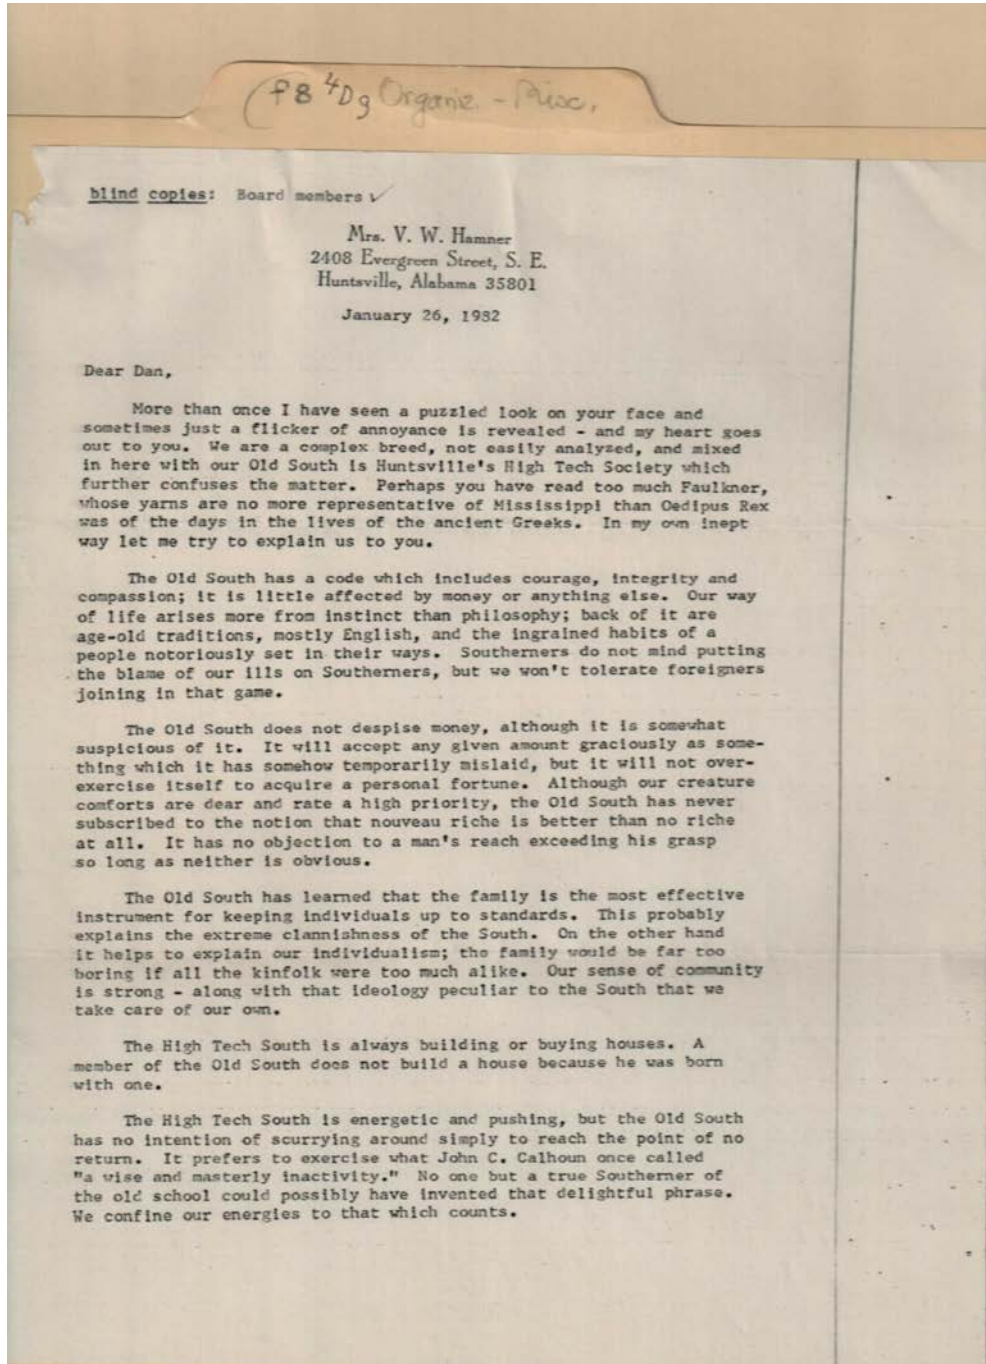 (f8 4Dg Organiz. - Misc.
blind copies: Board members ✓
Mrs. V. W. Hamner
2408 Evergreen Street, S. E.
Huntsville, Alabama 35801
January 26, 1982
Dear Dan,
More than once I have seen a puzzled look on your face and
sometimes just a flicker of annoyance is revealed - and my heart goes
out to you. We are a complex breed, not easily analyzed, and mixed
in here with our Old South is Huntsville's High Tech Society which
further confuses the matter. Perhaps you have read too much Faulkner,
whose yarns are no more representative of Mississippi than Oedipus Rex
was of the days in the lives of the ancient Greeks. In my own inept
way let me try to explain us to you.
The Old South has a code which includes courage, integrity and
compassion; it is little affected by money or anything else. Our way
of life arises more from instinct than philosophy; back of it are
age-old traditions, mostly English, and the ingrained habits of a
people notoriously set in their ways. Southerners do not mind putting
the blame of our ills on Southerners, but we won't tolerate foreigners
joining in that game.
The Old South does not despise money, although it is somewhat
suspicious of it. It will accept any given amount graciously as some-
thing which it has somehow temporarily mislaid, but it will not over-
exercise itself to acquire a personal fortune. Although our creature
comforts are dear and rate a high priority, the Old South has never
subscribed to the notion that nouveau riche is better than no riche
at all. It has no objection to a man's reach exceeding his grasp
so long as neither is obvious.
The Old South has learned that the family is the most effective
instrument for keeping individuals up to standards. This probably
explains the extreme clannishness of the South. On the other hand
it helps to explain our individualism; the family would be far too
boring if all the kinfolk were too much alike. Our sense of community
is strong - along with that ideology peculiar to the South that we
take care of our own.
The High Tech South is always building or buying houses. A
member of the Old South does not build a house because he was born
with one.
The High Tech South is energetic and pushing, but the Old South
has no intention of scurrying around simply to reach the point of no
return. It prefers to exercise what John C. Calhoun once called
"a wise and masterly inactivity." No one but a true Southerner of
the old school could possibly have invented that delightful phrase.
We confine our energies to that which counts.